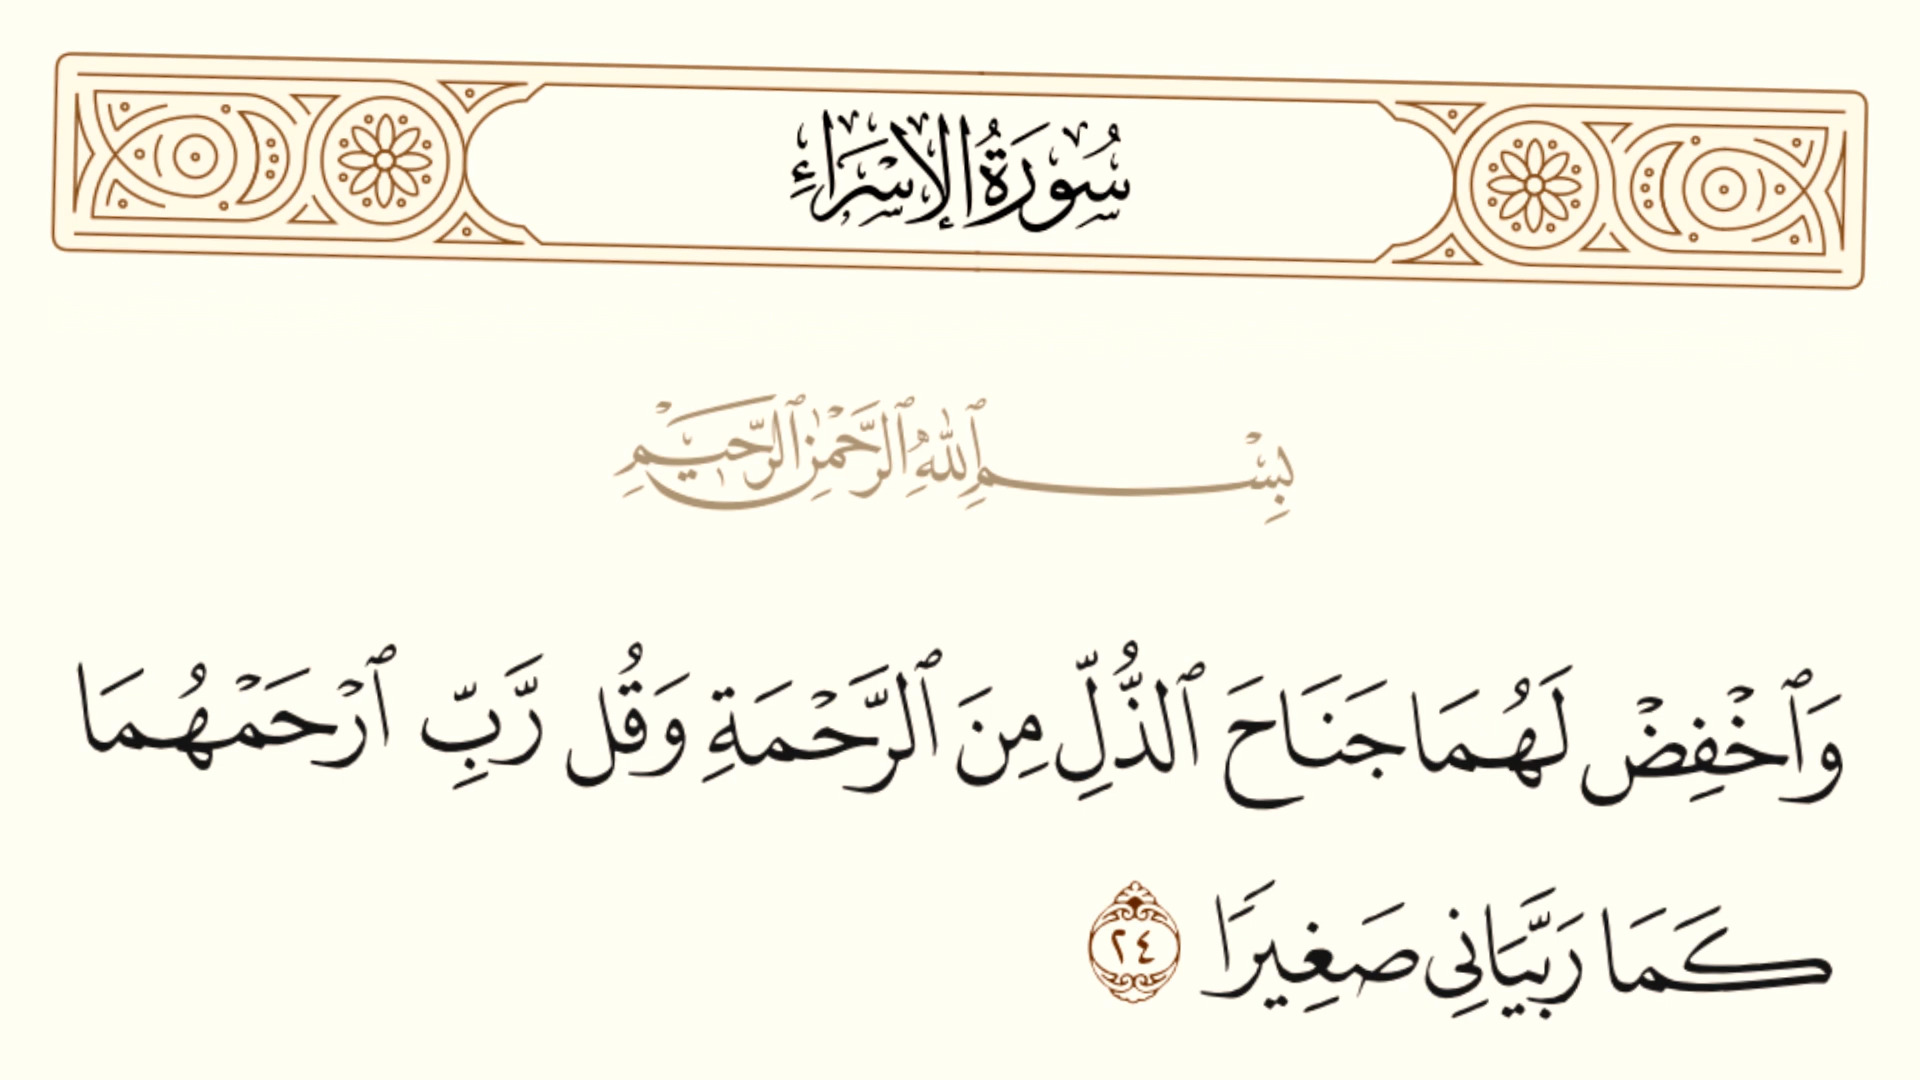 سُورَةُ الإِسْرَاءِ
بِسْمِ ٱللَّهِ ٱلرَّحْمَٰنِ ٱلرَّحِيمِ
وَٱخْفِضْ لَهُمَا جَنَاحَ ٱلذُّلِّ مِنَ ٱلرَّحْمَةِ وَقُل رَّبِّ ٱرْحَمْهُمَا
كَمَا رَبَّيَانِى صَغِيرًا ٢٤